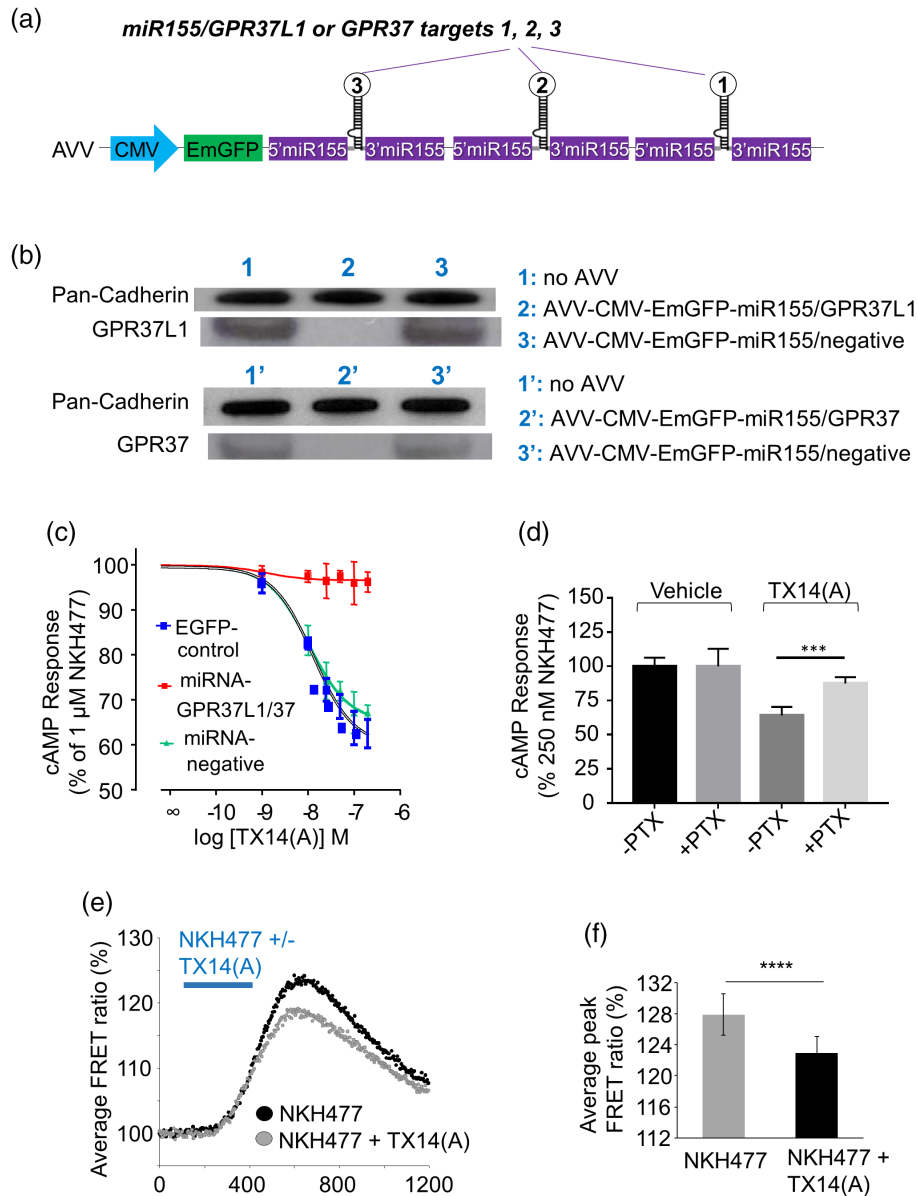 (a)
miR155/GPR37L1 or GPR37 targets 1, 2, 3
3 2 1
AVV CMV EmGFP 5'miR155 3'miR155 5'miR155 3'miR155 5'miR155 3'miR155
(b)
1 2 3
Pan-Cadherin
GPR37L1
1: no AVV
2: AVV-CMV-EmGFP-miR155/GPR37L1
3: AVV-CMV-EmGFP-miR155/negative
1' 2' 3'
Pan-Cadherin
GPR37
1': no AVV
2': AVV-CMV-EmGFP-miR155/GPR37
3': AVV-CMV-EmGFP-miR155/negative
(c)
cAMP Response
(% of 1 µM NKH477)
100
90
80
70
60
50
EGFP-
control
miRNA-
GPR37L1/37
miRNA-
negative
∞ -10 -9 -8 -7 -6
log [TX14(A)] M
(d)
cAMP Response
(% 250 nM NKH477)
150
125
100
75
50
25
0
Vehicle TX14(A)
***
-PTX +PTX -PTX +PTX
(e)
Average FRET ratio (%)
130
120
110
100
NKH477 +/-
TX14(A)
NKH477
NKH477 + TX14(A)
0 400 800 1200
(f)
Average peak
FRET ratio (%)
132
128
124
120
116
112
****
NKH477
NKH477 +
TX14(A)